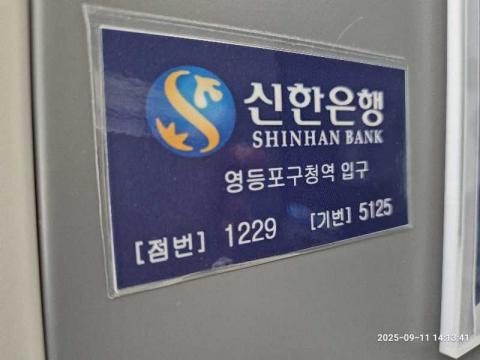 신한은행
SHINHAN BANK
영등포구청역 입구
[점번] 1229 [기번] 5125
2025-09-11 14:13:41